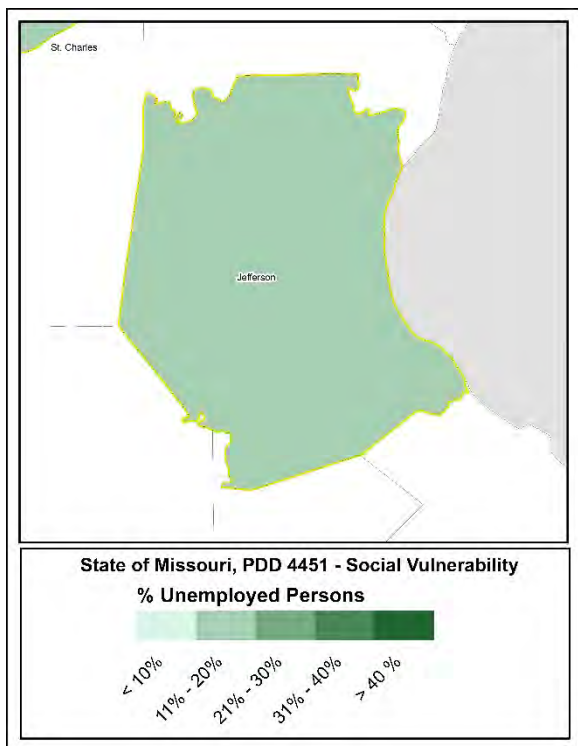 St. Charles
Jefferson
State of Missouri, PDD 4451 - Social Vulnerability
% Unemployed Persons
< 10%
11% - 20%
21% - 30%
31% - 40%
> 40 %